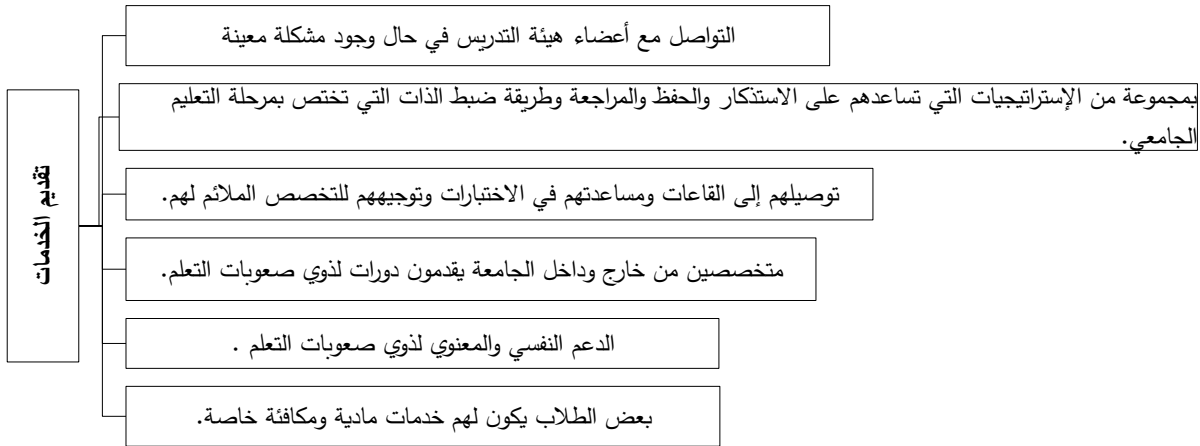 تقديم الخدمات
التواصل مع أعضاء هيئة التدريس في حال وجود مشكلة معينة
بمجموعة من الإستراتيجيات التي تساعدهم على الاستذكار والحفظ والمراجعة وطريقة ضبط الذات التي تختص بمرحلة التعليم
الجامعي.
توصيلهم إلى القاعات ومساعدتهم في الاختبارات وتوجيههم للتخصص الملائم لهم.
متخصصين من خارج وداخل الجامعة يقدمون دورات لذوي صعوبات التعلم.
الدعم النفسي والمعنوي لذوي صعوبات التعلم .
بعض الطلاب يكون لهم خدمات مادية ومكافئة خاصة.